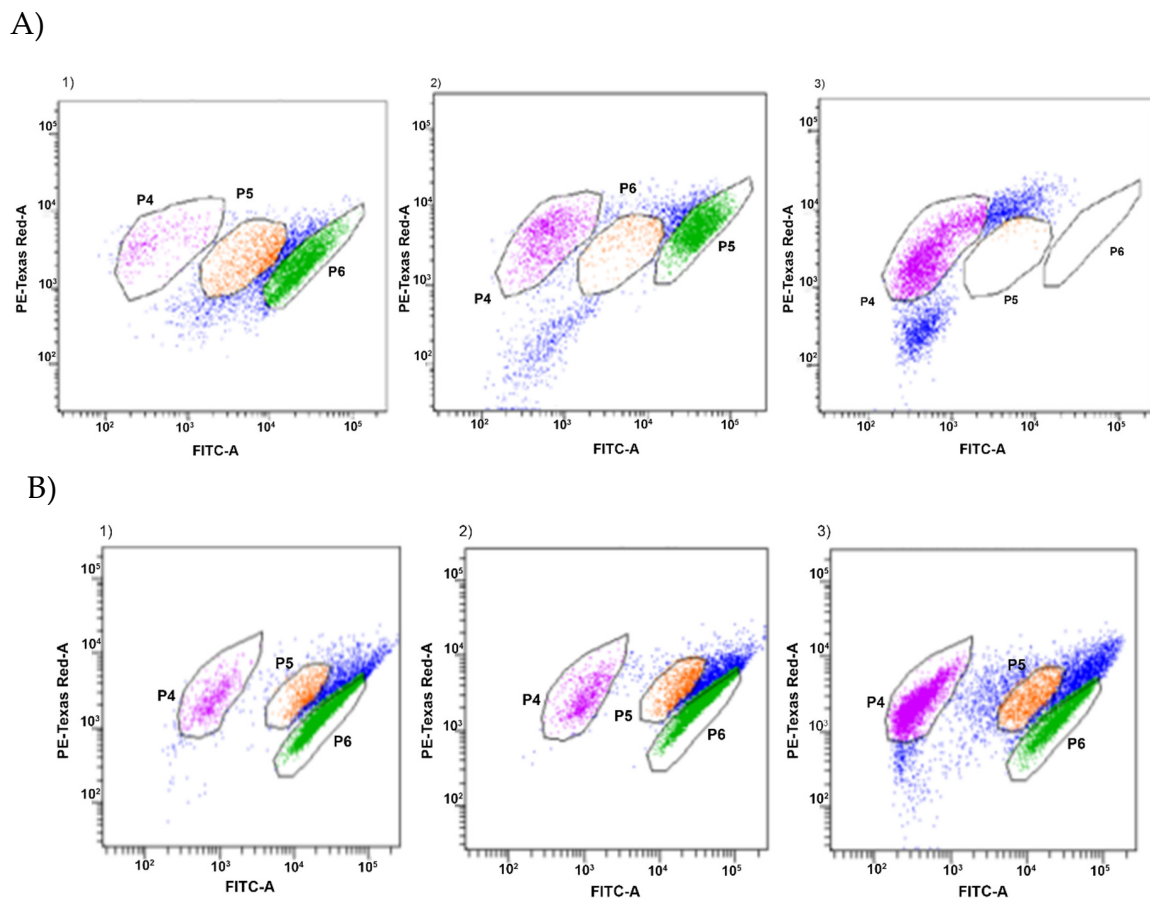 A)
1)
PE-Texas Red-A
10⁵
10⁴
10³
10²
P4
P5
P6
10² 10³ 10⁴ 10⁵
FITC-A
2)
PE-Texas Red-A
10⁵
10⁴
10³
10²
P6
P5
P4
10² 10³ 10⁴ 10⁵
FITC-A
3)
PE-Texas Red-A
10⁵
10⁴
10³
10²
P4
P5
P6
10² 10³ 10⁴ 10⁵
FITC-A
B)
1)
PE-Texas Red-A
10⁵
10⁴
10³
10²
P5
P4
P6
10² 10³ 10⁴ 10⁵
FITC-A
2)
PE-Texas Red-A
10⁵
10⁴
10³
10²
P4
P5
P6
10² 10³ 10⁴ 10⁵
FITC-A
3)
PE-Texas Red-A
10⁵
10⁴
10³
10²
P5
P4
P6
10² 10³ 10⁴ 10⁵
FITC-A